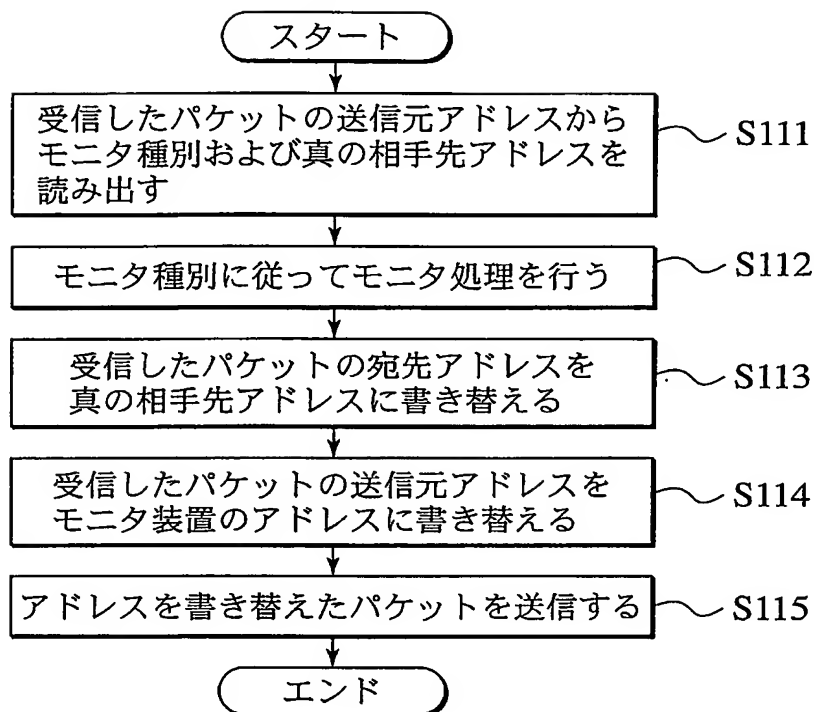 スタート
受信したパケットの送信元アドレスから
モニタ種別および真の相手先アドレスを
読み出す
S111
モニタ種別に従ってモニタ処理を行う
S112
受信したパケットの宛先アドレスを
真の相手先アドレスに書き替える
S113
受信したパケットの送信元アドレスを
モニタ装置のアドレスに書き替える
S114
アドレスを書き替えたパケットを送信する
S115
エンド